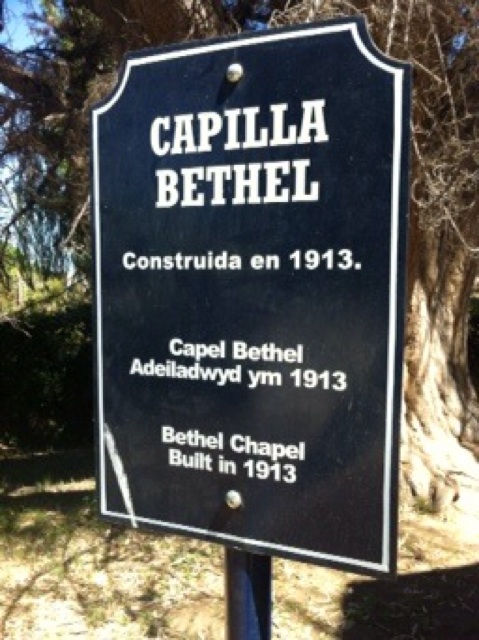 CAPILLA
BETHEL
Construida en 1913.
Capel Bethel
Adeiladwyd ym 1913
Bethel Chapel
Built in 1913